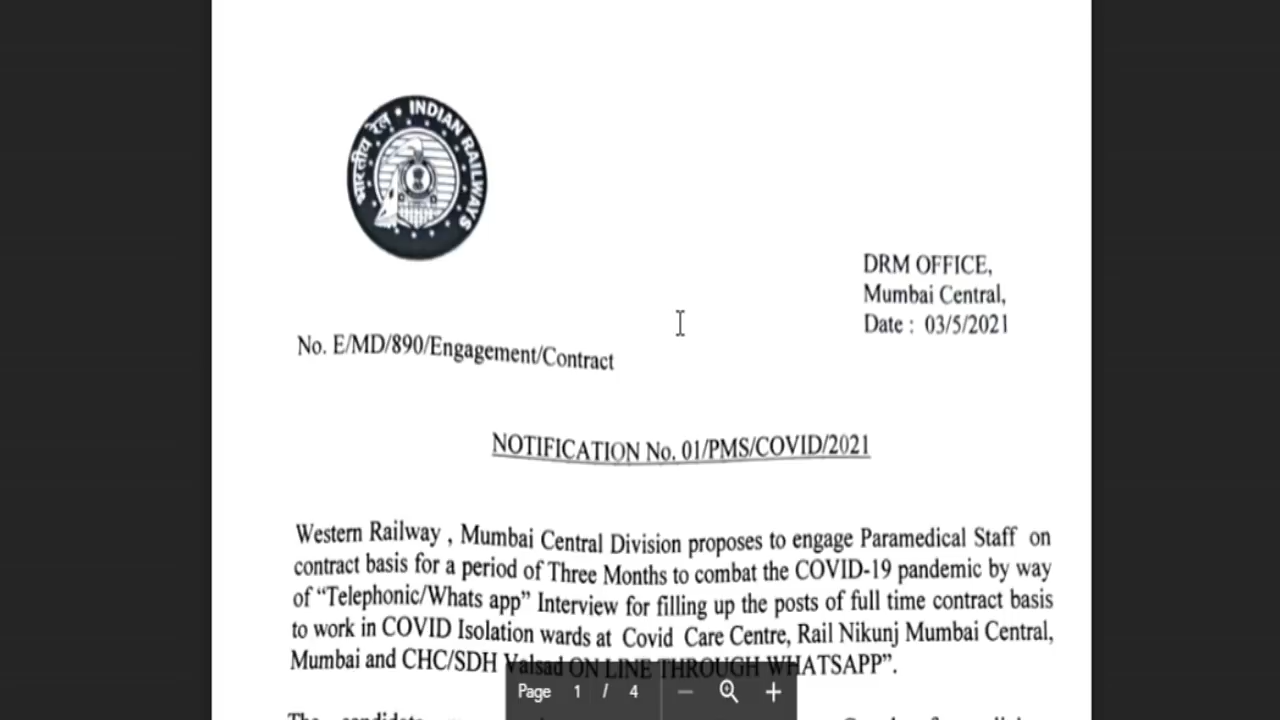 भारतीय रेल • INDIAN RAILWAYS
DRM OFFICE,
Mumbai Central,
Date : 03/5/2021
No. E/MD/890/Engagement/Contract
NOTIFICATION No. 01/PMS/COVID/2021
Western Railway , Mumbai Central Division proposes to engage Paramedical Staff on
contract basis for a period of Three Months to combat the COVID-19 pandemic by way
of “Telephonic/Whats app” Interview for filling up the posts of full time contract basis
to work in COVID Isolation wards at Covid Care Centre, Rail Nikunj Mumbai Central,
Mumbai and CHC/SDH Valsad ON LINE THROUGH WHATSAPP”.
Page 1 / 4
The candidate